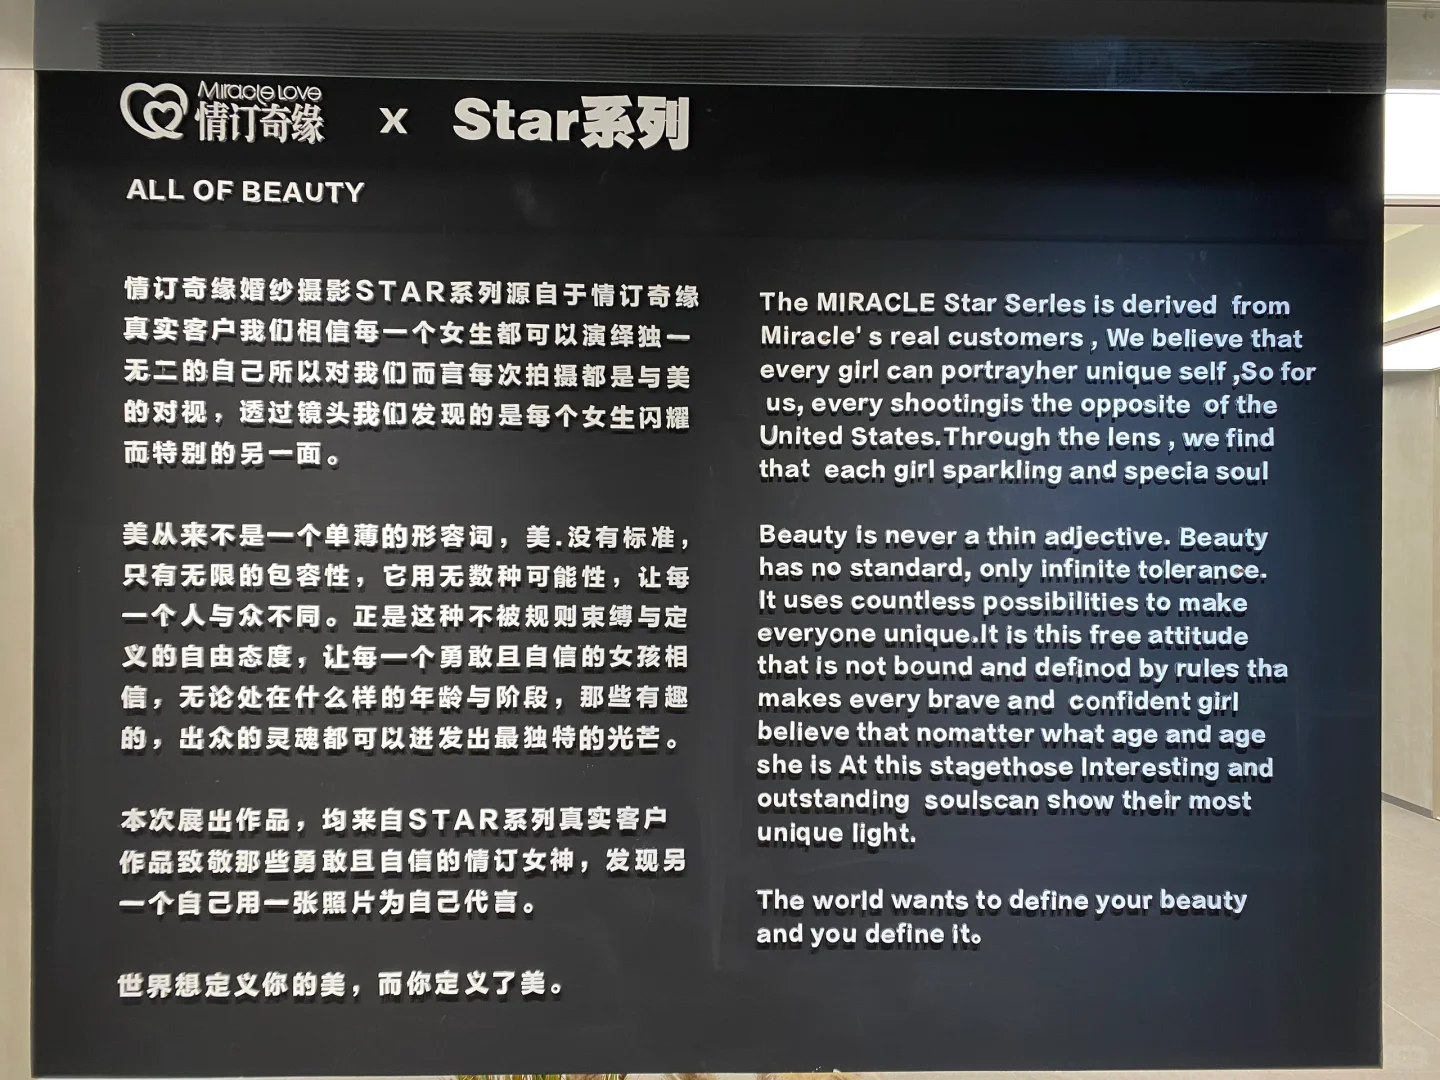 Miracle Love
情订奇缘 x Star系列
ALL OF BEAUTY
情订奇缘婚纱摄影STAR系列源自于情订奇缘
真实客户我们相信每一个女生都可以演绎独一
无二的自己所以对我们而言每次拍摄都是与美
的对视，透过镜头我们发现的是每个女生闪耀
而特别的另一面。
美从来不是一个单薄的形容词，美.没有标准，
只有无限的包容性，它用无数种可能性，让每
一个人与众不同。正是这种不被规则束缚与定
义的自由态度，让每一个勇敢且自信的女孩相
信，无论处在什么样的年龄与阶段，那些有趣
的，出众的灵魂都可以迸发出最独特的光芒。
本次展出作品，均来自STAR系列真实客户
作品致敬那些勇敢且自信的情订女神，发现另
一个自己用一张照片为自己代言。
世界想定义你的美，而你定义了美。
The MIRACLE Star Serles is derived from
Miracle's real customers , We believe that
every girl can portrayher unique self ,So for
us, every shootingis the opposite of the
United States.Through the lens , we find
that each girl sparkling and specia soul
Beauty is never a thin adjective. Beauty
has no standard, only infinite tolerance.
It uses countless possibilities to make
everyone unique.It is this free attitude
that is not bound and definod by rules tha
makes every brave and confident girl
believe that nomatter what age and age
she is At this stagethose Interesting and
outstanding soulscan show their most
unique light.
The world wants to define your beauty
and you define it。